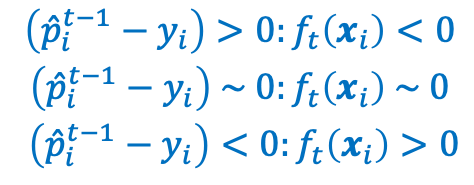 (p̂ᵢᵗ⁻¹ − yᵢ) > 0: fₜ(𝒙ᵢ) < 0
(p̂ᵢᵗ⁻¹ − yᵢ) ~ 0: fₜ(𝒙ᵢ) ~ 0
(p̂ᵢᵗ⁻¹ − yᵢ) < 0: fₜ(𝒙ᵢ) > 0